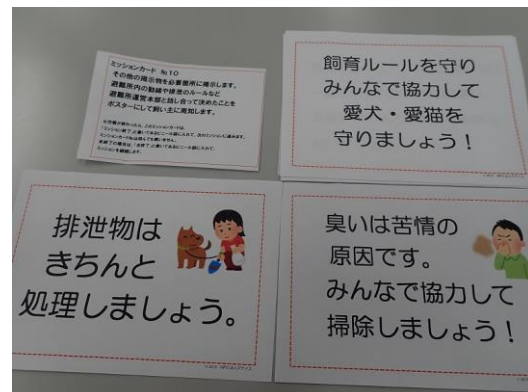 ミッションカード №10
その他の掲示物を必要箇所に掲示します。
避難所内の動線や排泄のルールなど
避難所運営本部と話し合って決めたことを
ポスターにして飼い主に周知します。
飼育ルールを守り
みんなで協力して
愛犬・愛猫を
守りましょう！
排泄物は
きちんと
処理しましょう。
臭いは苦情の
原因です。
みんなで協力して
掃除しましょう！